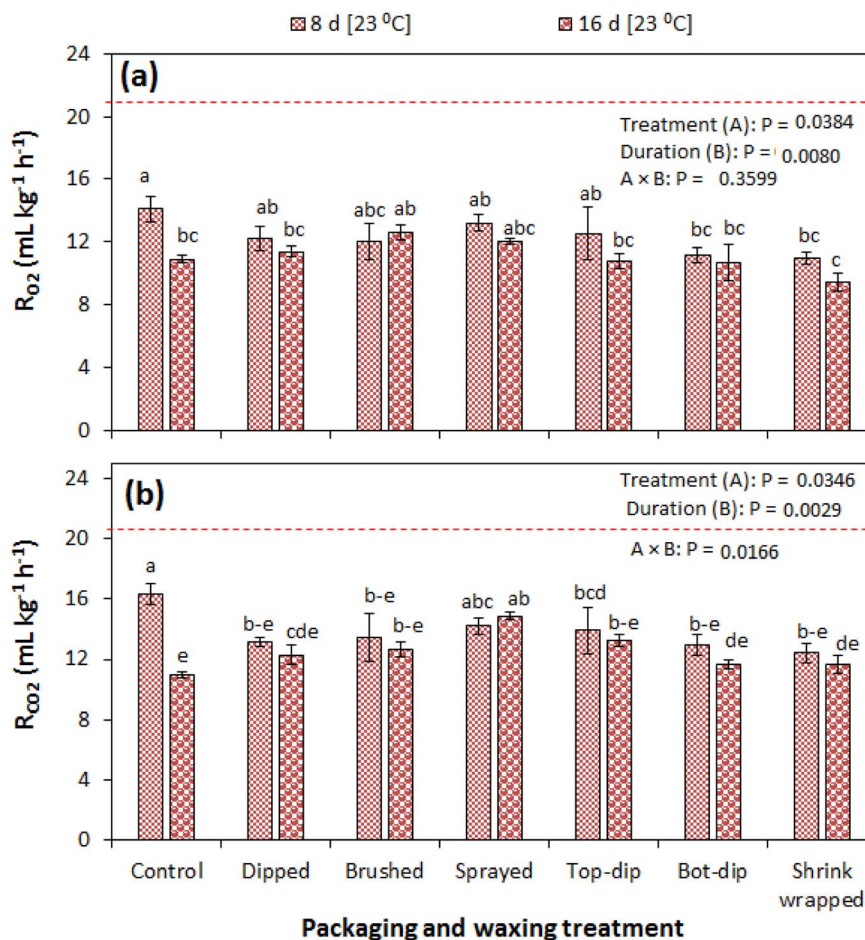 8 d [23 ⁰C] 16 d [23 ⁰C]
(a)
24
20
16
12
8
4
0
R_O2 (mL kg⁻¹ h⁻¹)
Treatment (A): P = 0.0384
Duration (B): P = 0.0080
A × B: P = 0.3599
a bc ab bc abc ab ab abc ab bc bc bc bc c
(b)
24
20
16
12
8
4
0
R_CO2 (mL kg⁻¹ h⁻¹)
Treatment (A): P = 0.0346
Duration (B): P = 0.0029
A × B: P = 0.0166
a e b-e cde b-e b-e abc ab bcd b-e b-e de b-e de
Control Dipped Brushed Sprayed Top-dip Bot-dip Shrink
wrapped
Packaging and waxing treatment